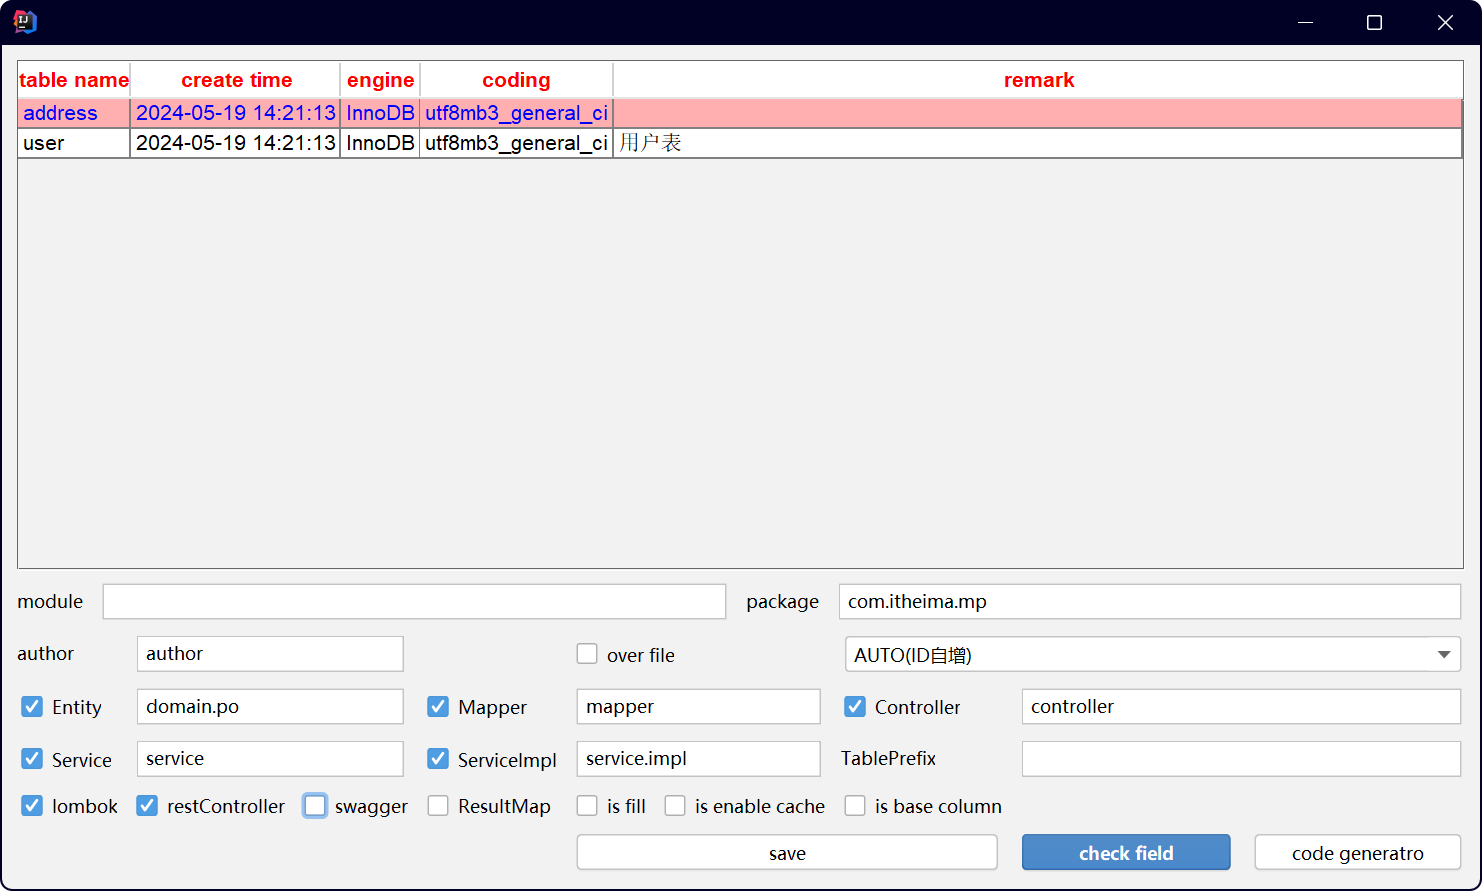 table name create time engine coding remark
address 2024-05-19 14:21:13 InnoDB utf8mb3_general_ci
user 2024-05-19 14:21:13 InnoDB utf8mb3_general_ci 用户表
module package com.itheima.mp
author author over file AUTO(ID自增)
Entity domain.po Mapper mapper Controller controller
Service service ServiceImpl service.impl TablePrefix
lombok restController swagger ResultMap is fill is enable cache is base column
save check field code generatro